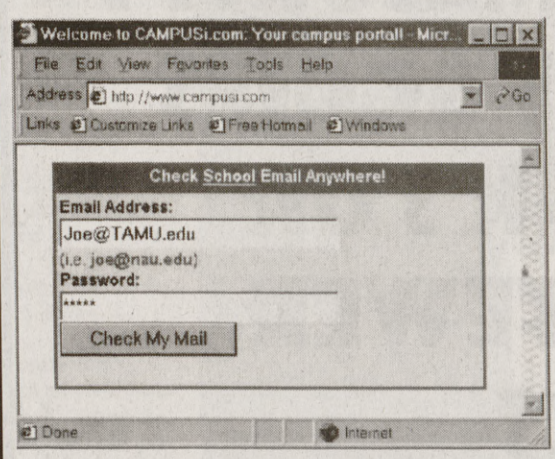 Welcome to CAMPUSi.com: Your campus portal! - Micr...
File Edit View Favorites Tools Help
Address http://www.campusi.com Go
Links Customize Links Free Hotmail Windows
Check School Email Anywhere!
Email Address:
Joe@TAMU.edu
(i.e. joe@nau.edu)
Password:
*****
Check My Mail
Done Internet